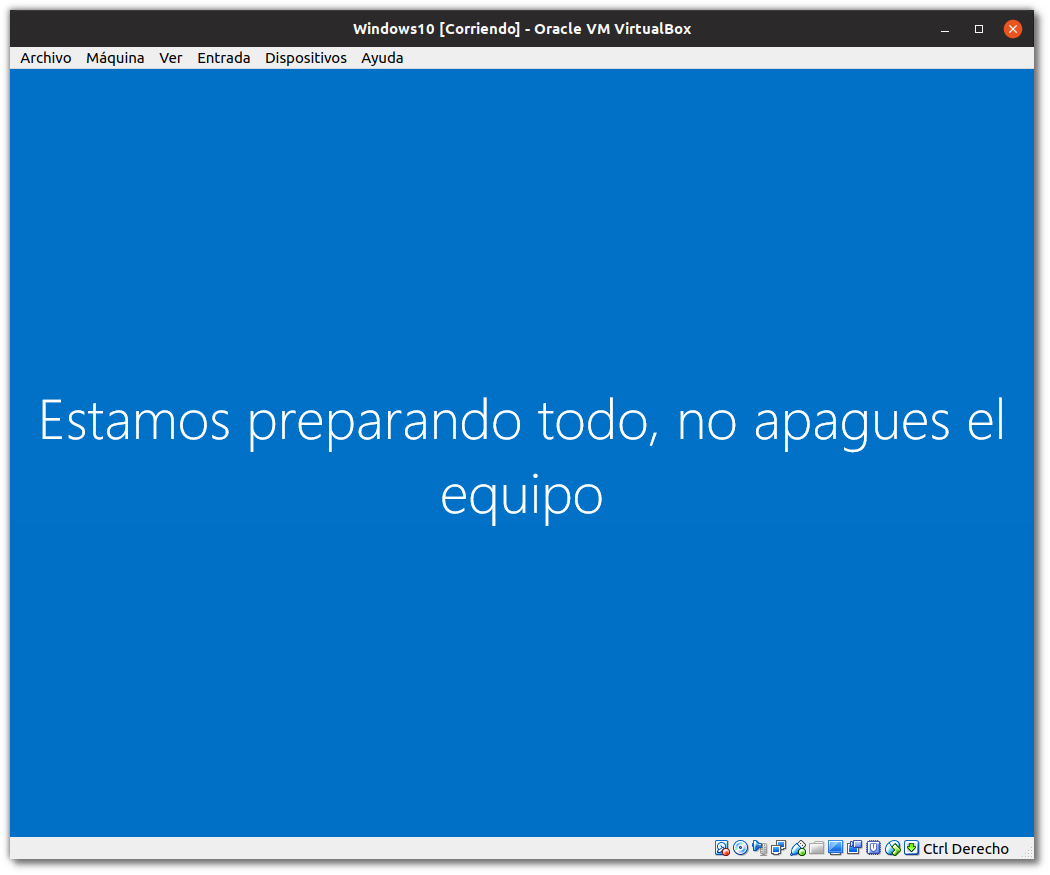 Windows10 [Corriendo] - Oracle VM VirtualBox
Archivo Máquina Ver Entrada Dispositivos Ayuda
Estamos preparando todo, no apagues el
equipo
Ctrl Derecho